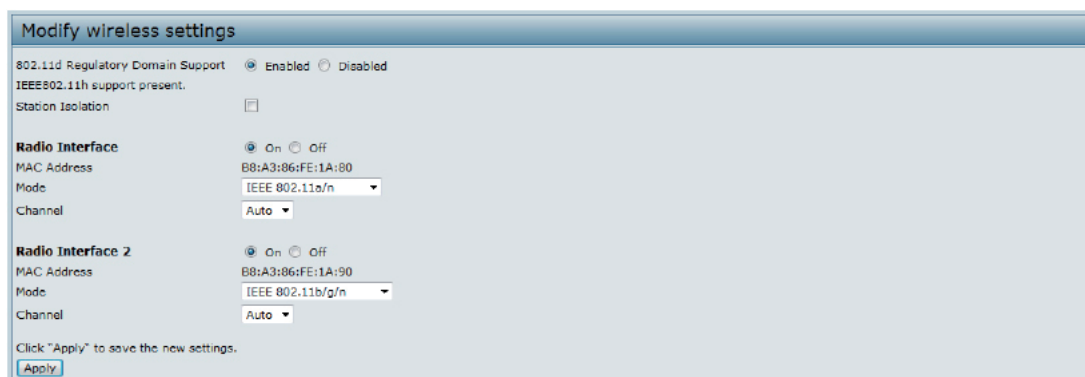 Modify wireless settings
802.11d Regulatory Domain Support Enabled Disabled
IEEE802.11h support present.
Station Isolation
Radio Interface On Off
MAC Address B8:A3:86:FE:1A:80
Mode IEEE 802.11a/n
Channel Auto
Radio Interface 2 On Off
MAC Address B8:A3:86:FE:1A:90
Mode IEEE 802.11b/g/n
Channel Auto
Click "Apply" to save the new settings.
Apply